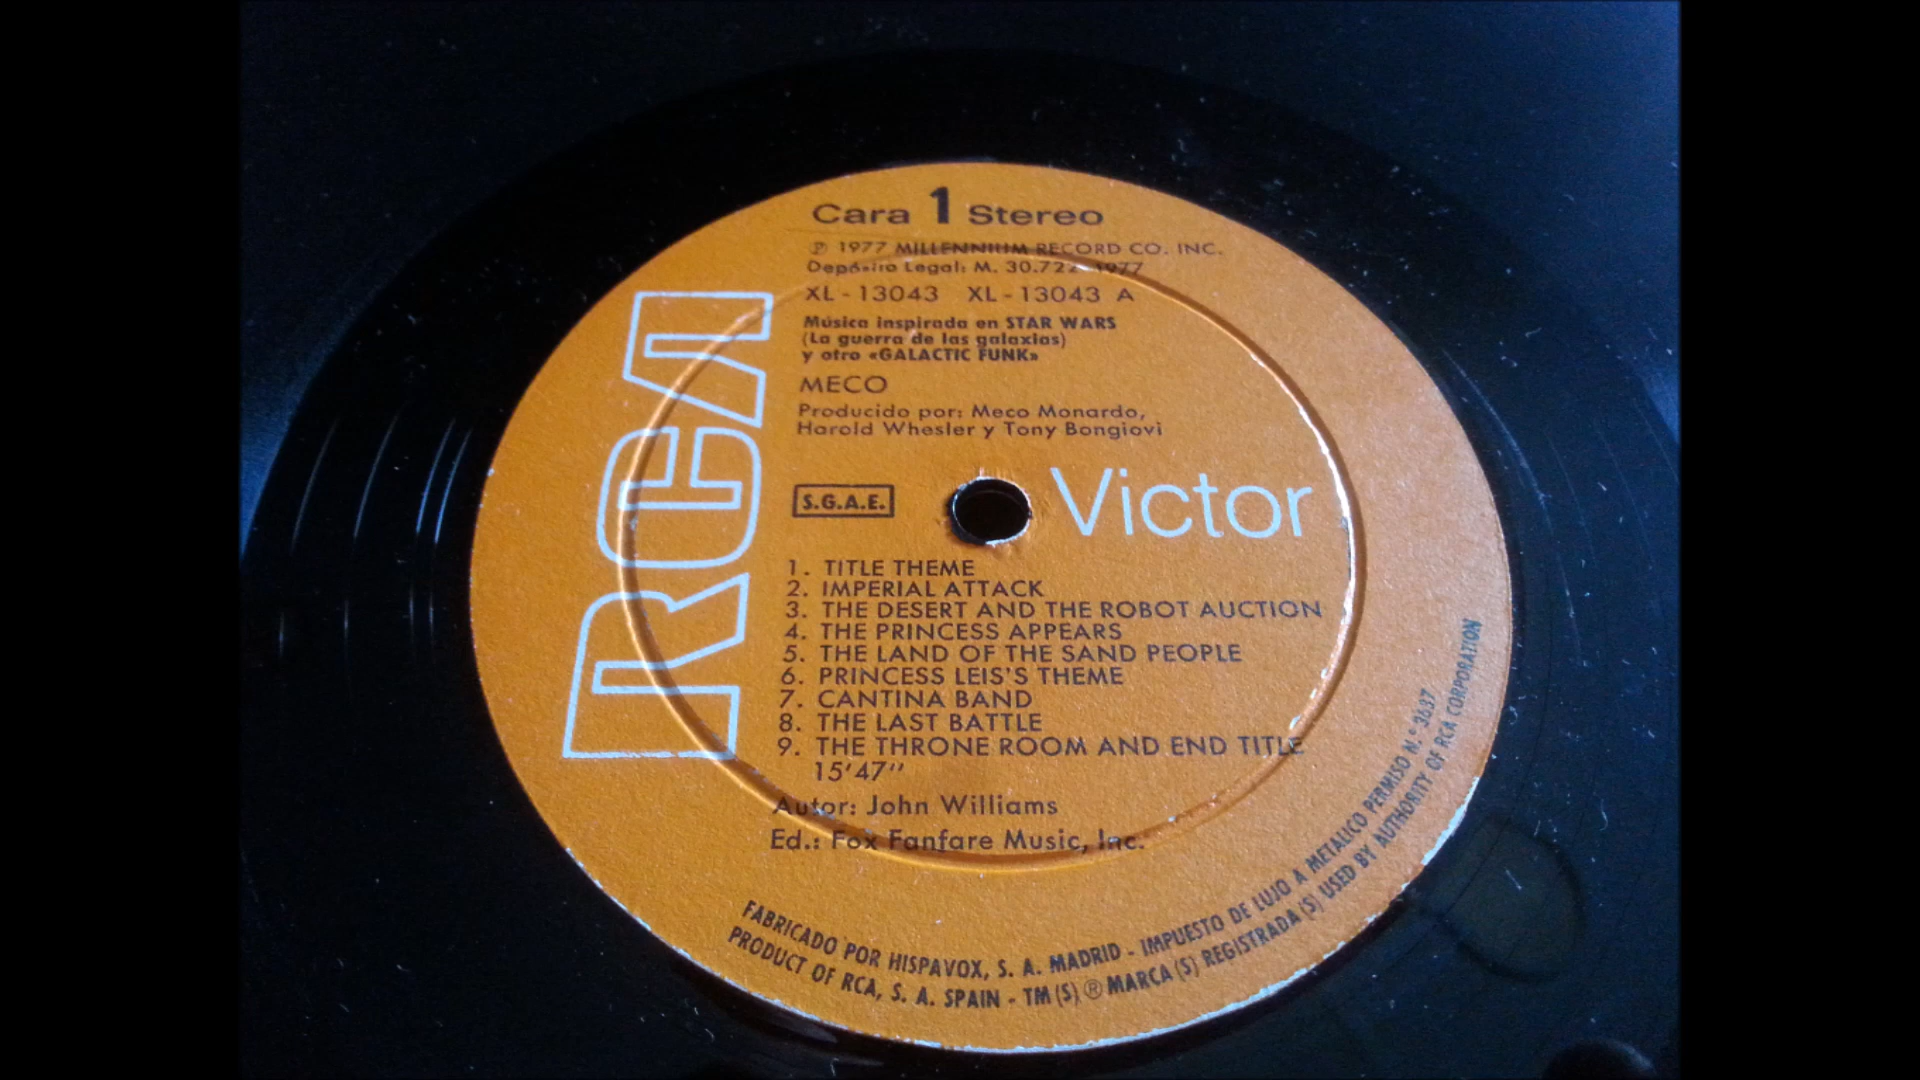 Cara 1 Stereo
℗ 1977 MILLENNIUM RECORD CO. INC.
Depósito Legal: M. 30.722-1977
XL - 13043 XL - 13043 A
Música inspirada en STAR WARS
(La guerra de las galaxias)
y otro «GALACTIC FUNK»
MECO
Producido por: Meco Monardo,
Harold Whesler y Tony Bongiovi
RCA
S.G.A.E.
Victor
1. TITLE THEME
2. IMPERIAL ATTACK
3. THE DESERT AND THE ROBOT AUCTION
4. THE PRINCESS APPEARS
5. THE LAND OF THE SAND PEOPLE
6. PRINCESS LEIS'S THEME
7. CANTINA BAND
8. THE LAST BATTLE
9. THE THRONE ROOM AND END TITLE
15'47''
Autor: John Williams
Ed.: Fox Fanfare Music, Inc.
FABRICADO POR HISPAVOX, S. A. MADRID - IMPUESTO DE LUJO A METALICO PERMISO N.° 3637
PRODUCT OF RCA, S. A. SPAIN - TM (S) ® MARCA (S) REGISTRADA (S) USED BY AUTHORITY OF RCA CORPORATION